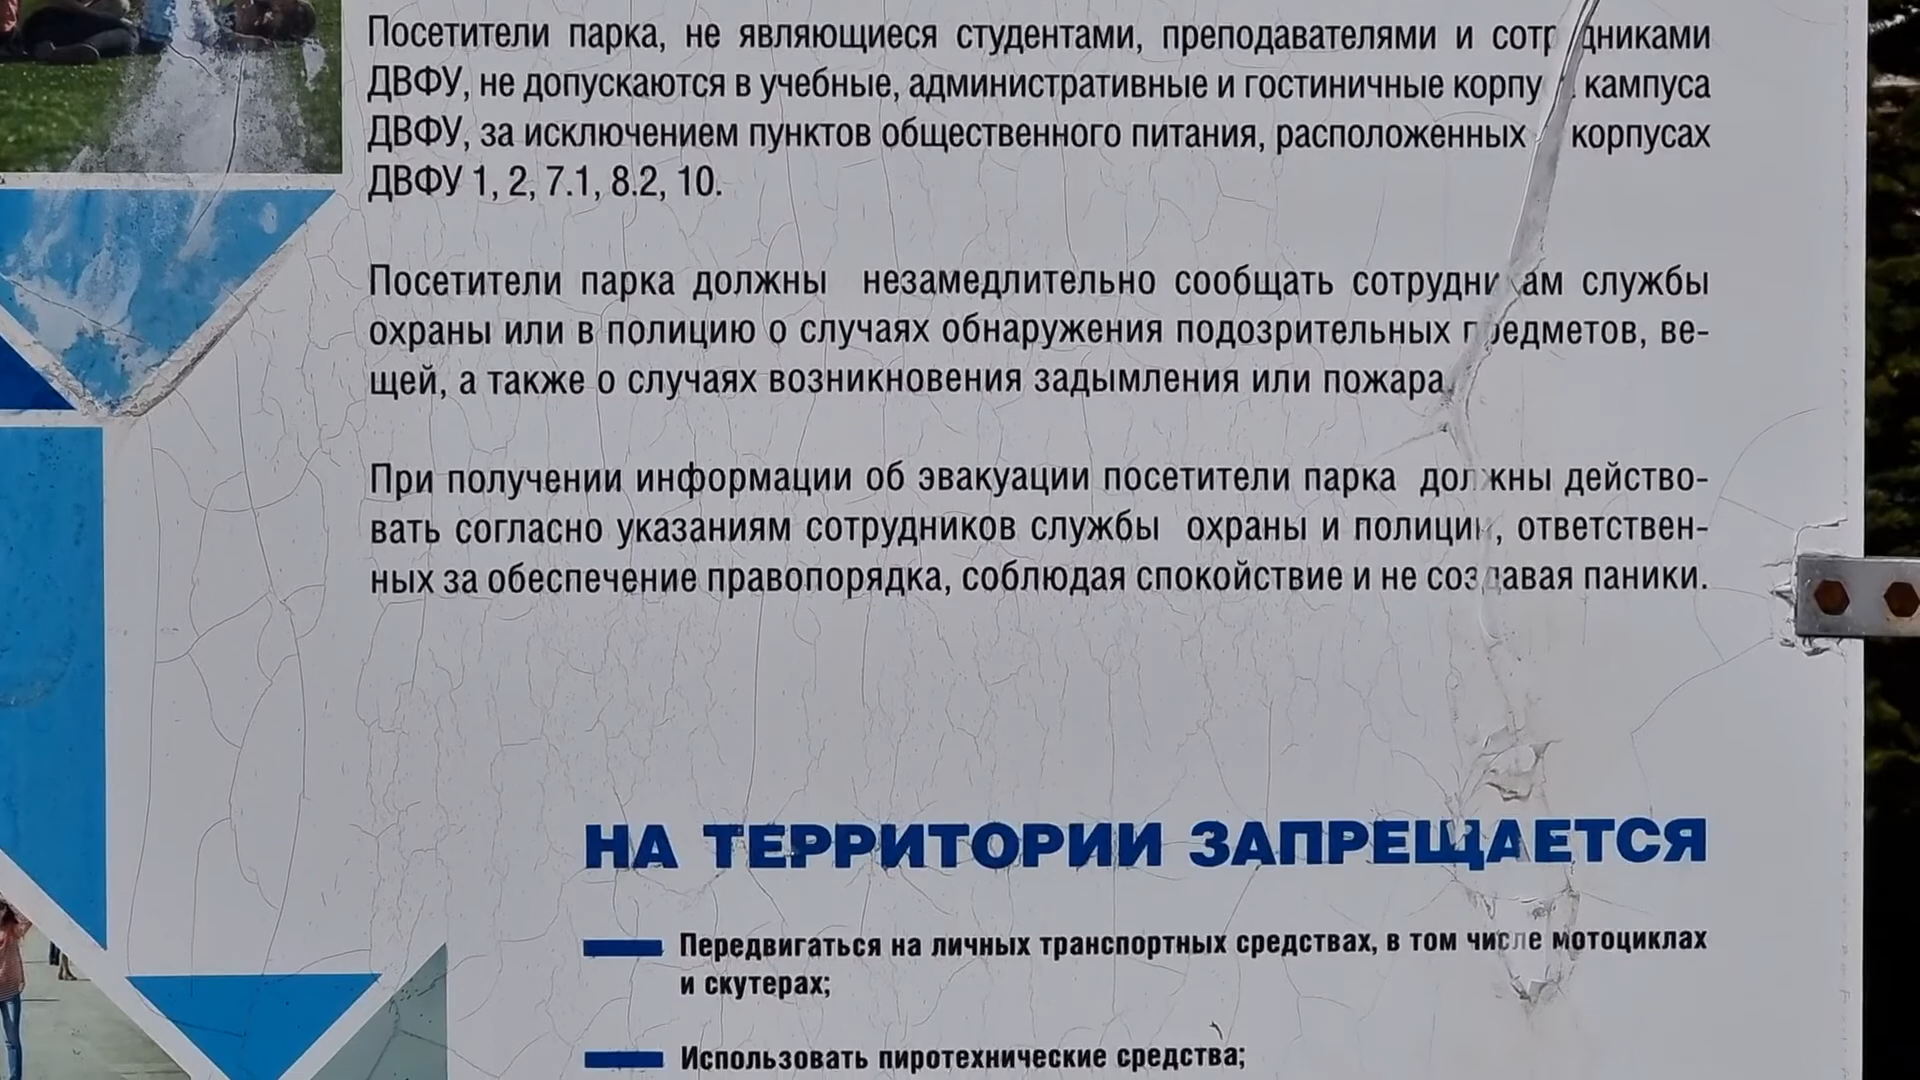 Посетители парка, не являющиеся студентами, преподавателями и сотрудниками
ДВФУ, не допускаются в учебные, административные и гостиничные корпуса кампуса
ДВФУ, за исключением пунктов общественного питания, расположенных в корпусах
ДВФУ 1, 2, 7.1, 8.2, 10.
Посетители парка должны незамедлительно сообщать сотрудникам службы
охраны или в полицию о случаях обнаружения подозрительных предметов, ве-
щей, а также о случаях возникновения задымления или пожара.
При получении информации об эвакуации посетители парка должны действо-
вать согласно указаниям сотрудников службы охраны и полиции, ответствен-
ных за обеспечение правопорядка, соблюдая спокойствие и не создавая паники.
НА ТЕРРИТОРИИ ЗАПРЕЩАЕТСЯ
Передвигаться на личных транспортных средствах, в том числе мотоциклах
и скутерах;
Использовать пиротехнические средства;